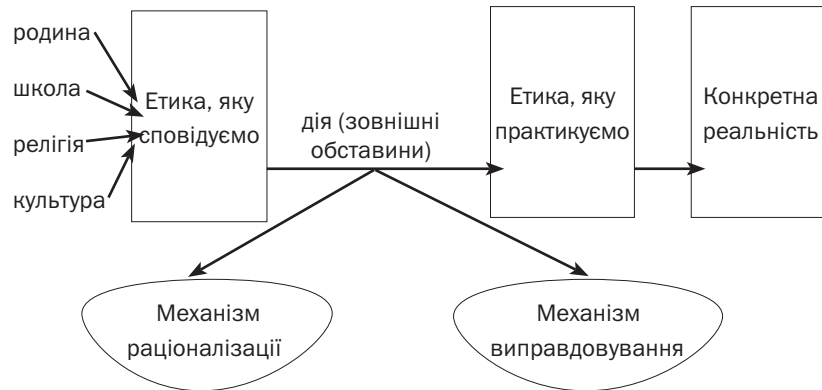 родина
школа
релігія
культура
Етика, яку
сповідуємо
дія (зовнішні
обставини)
Етика, яку
практикуємо
Конкретна
реальність
Механізм
раціоналізації
Механізм
виправдовування